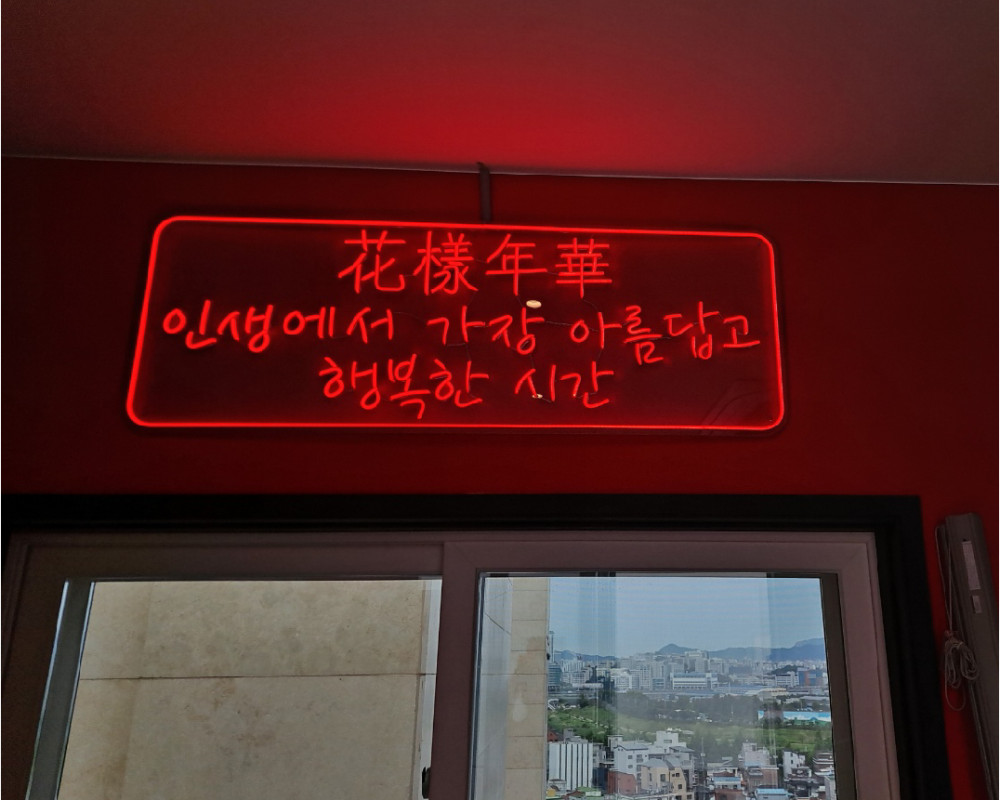 花樣年華
인생에서 가장 아름답고
행복한 시간